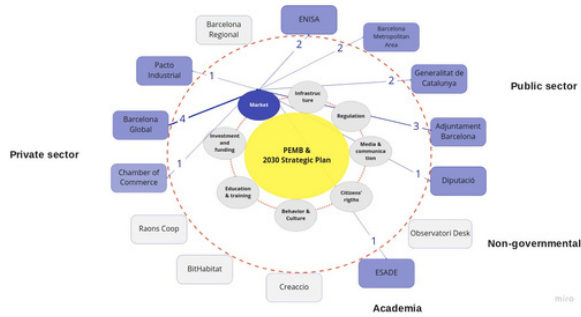 Barcelona
Regional
ENISA
Barcelona
Metropolitan
Area
2
2
Pacto
Industrial
1
2
Generalitat de
Catalunya
Public sector
Infrastruc
ture
Market
Regulation
Barcelona
Global
4
3
Adjuntament
Barcelona
Investment
and
funding
PEMB &
2030 Strategic Plan
Media &
communica
tion
Private sector
Chamber of
Commerce
1
1
Diputació
Education
& training
Citizens'
rigths
Behavior &
Culture
Raons Coop
1
Observatori Desk
Non-governmental
BitHabitat
ESADE
Creaccio
Academia
miro